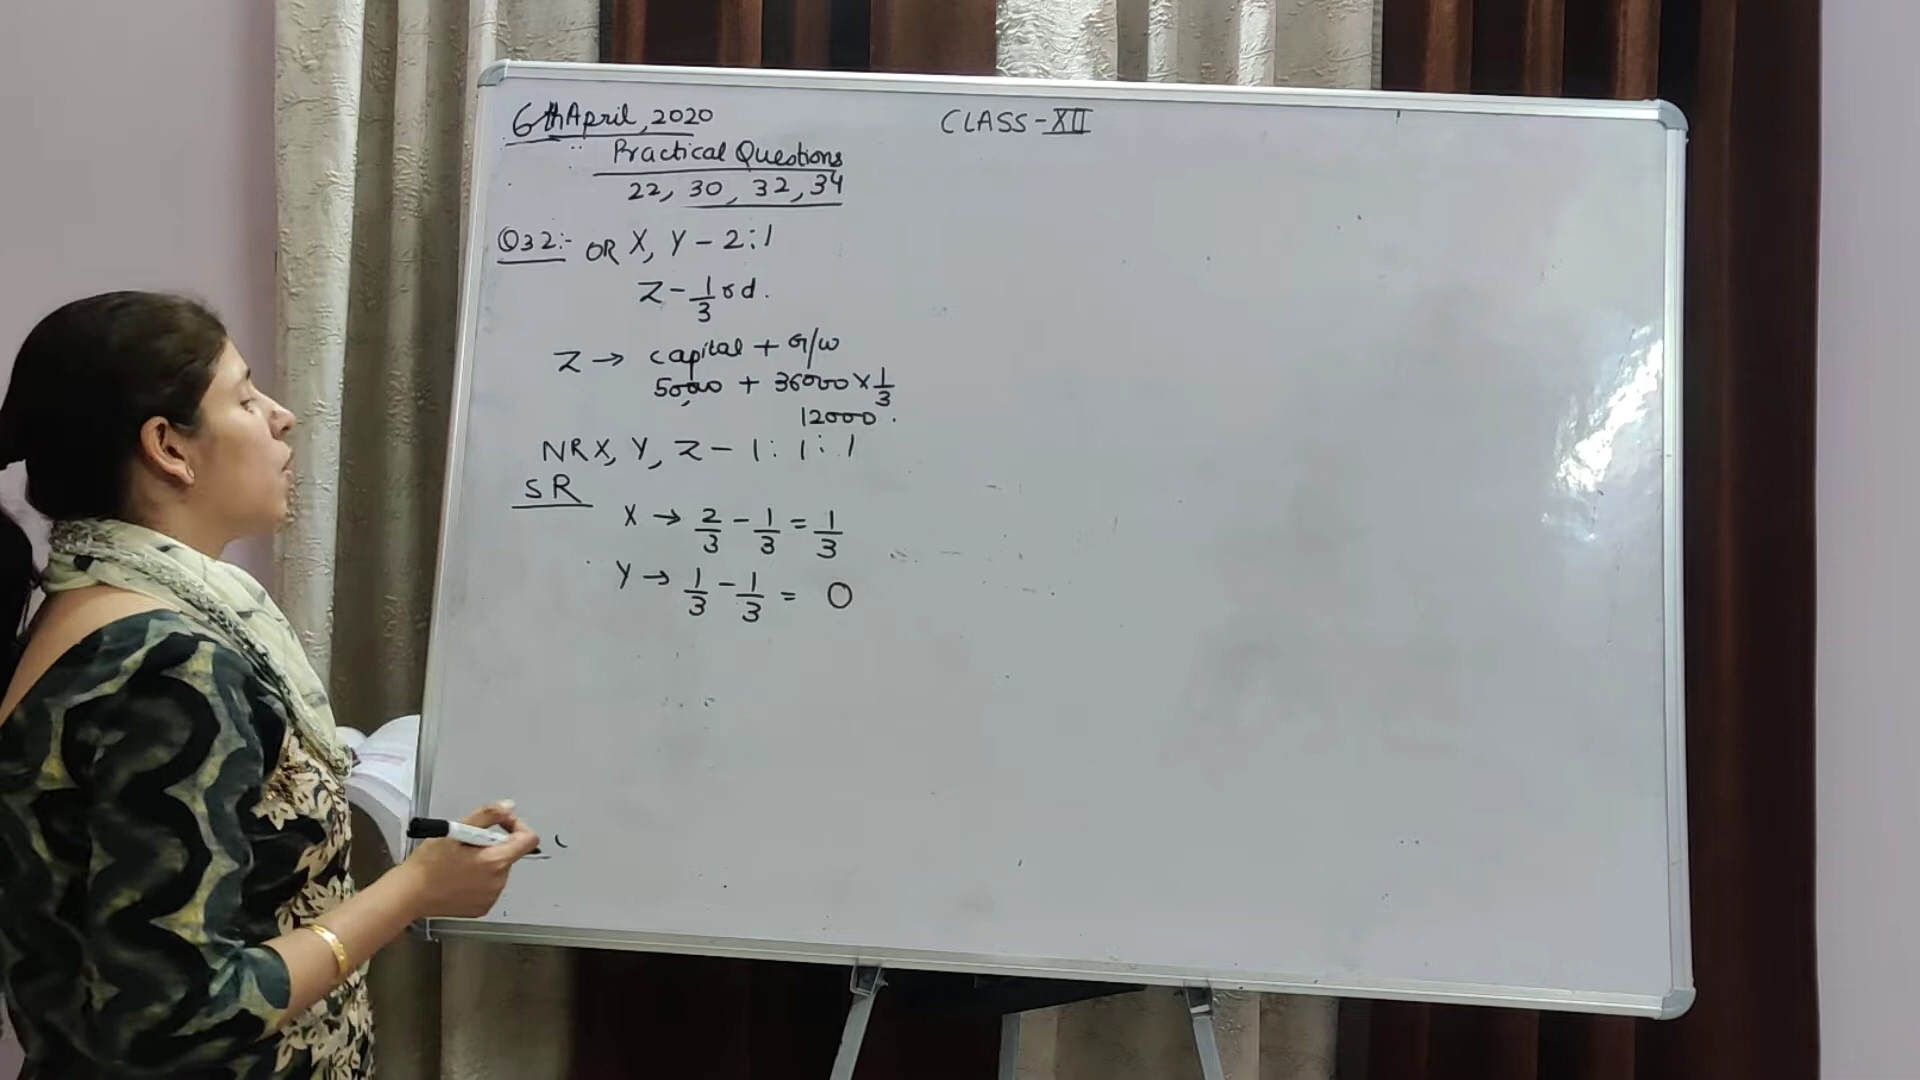 6th April, 2020
CLASS-XII
Practical Questions
22, 30, 32, 34
Q32:- OR X, Y - 2:1
Z - 1/3 rd.
Z → capital + G/w
50,000 + 36000 × 1/3
12000.
NR X, Y, Z - 1: 1: 1
SR
X → 2/3 - 1/3 = 1/3
Y → 1/3 - 1/3 = 0